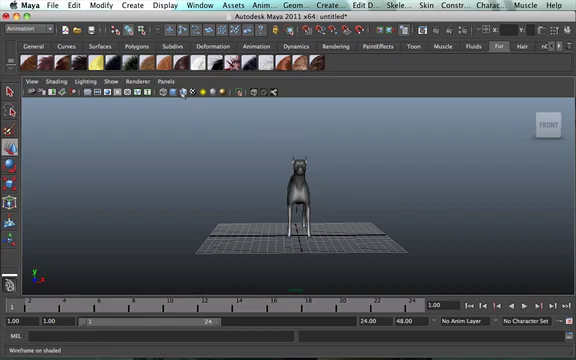 Maya File Edit Modify Create Display Window Assets Anim... Geom... Create... Edit D... Skele... Skin Constr... Charac... Muscle
Autodesk Maya 2011 x64: untitled*
Animation X: Y:
General Curves Surfaces Polygons Subdivs Deformation Animation Dynamics Rendering PaintEffects Toon Muscle Fluids Fur Hair
View Shading Lighting Show Renderer Panels
FRONT
y
x
1 2 4 6 8 10 12 14 16 18 20 22 24 1.00
1.00 1.00 1 24 24.00 48.00 No Anim Layer No Character Set
MEL
Wireframe on shaded